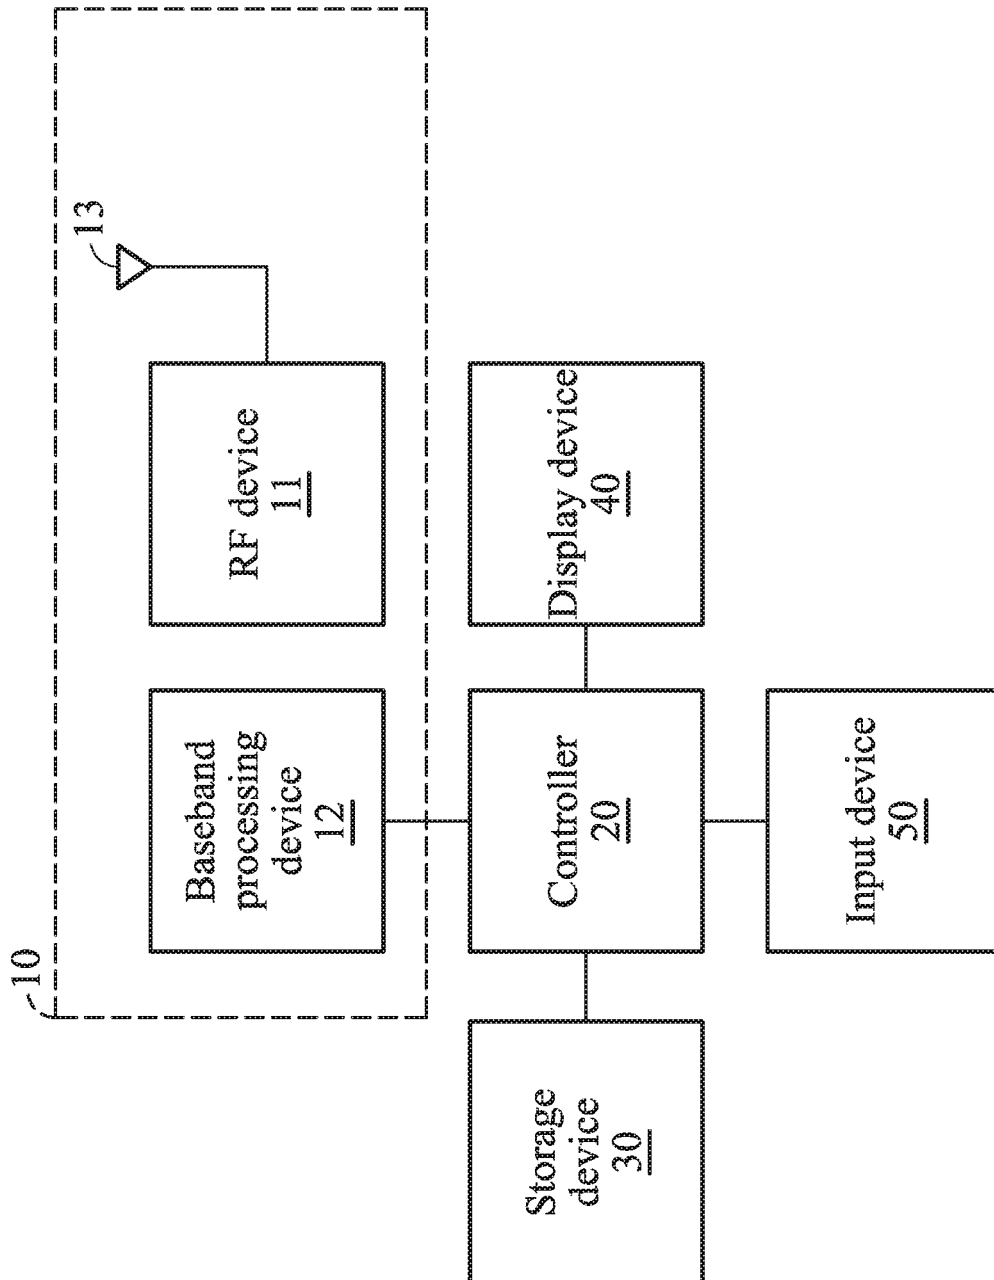 10
13
Baseband
processing
device
12
RF device
11
Storage
device
30
Controller
20
Display device
40
Input device
50